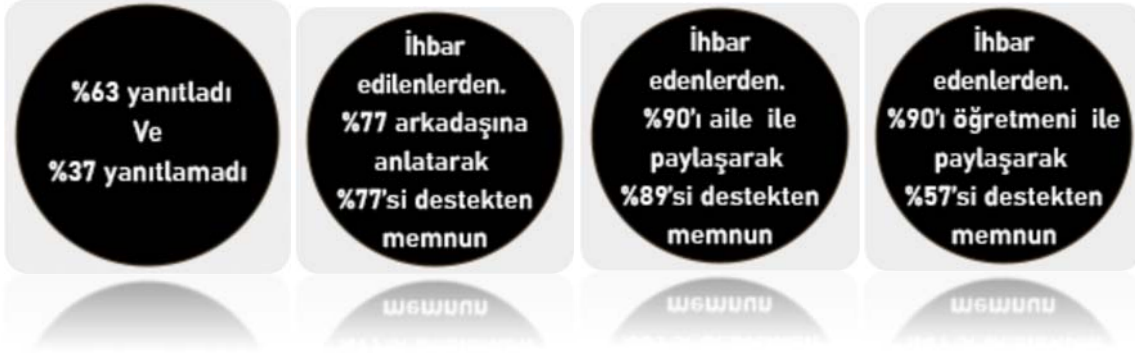 %63 yanıtladı
Ve
%37 yanıtlamadı
İhbar
edilenlerden.
%77 arkadaşına
anlatarak
%77'si destekten
memnun
İhbar
edenlerden.
%90'ı aile ile
paylaşarak
%89'si destekten
memnun
İhbar
edenlerden.
%90'ı öğretmeni ile
paylaşarak
%57'si destekten
memnun